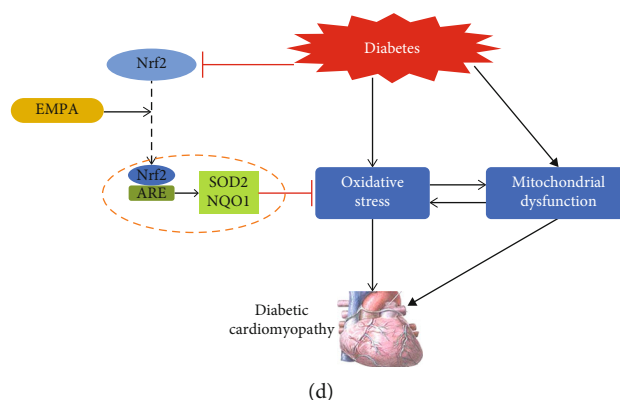 Diabetes
Nrf2
EMPA
Nrf2
ARE
SOD2
NQO1
Oxidative
stress
Mitochondrial
dysfunction
Diabetic
cardiomyopathy
(d)